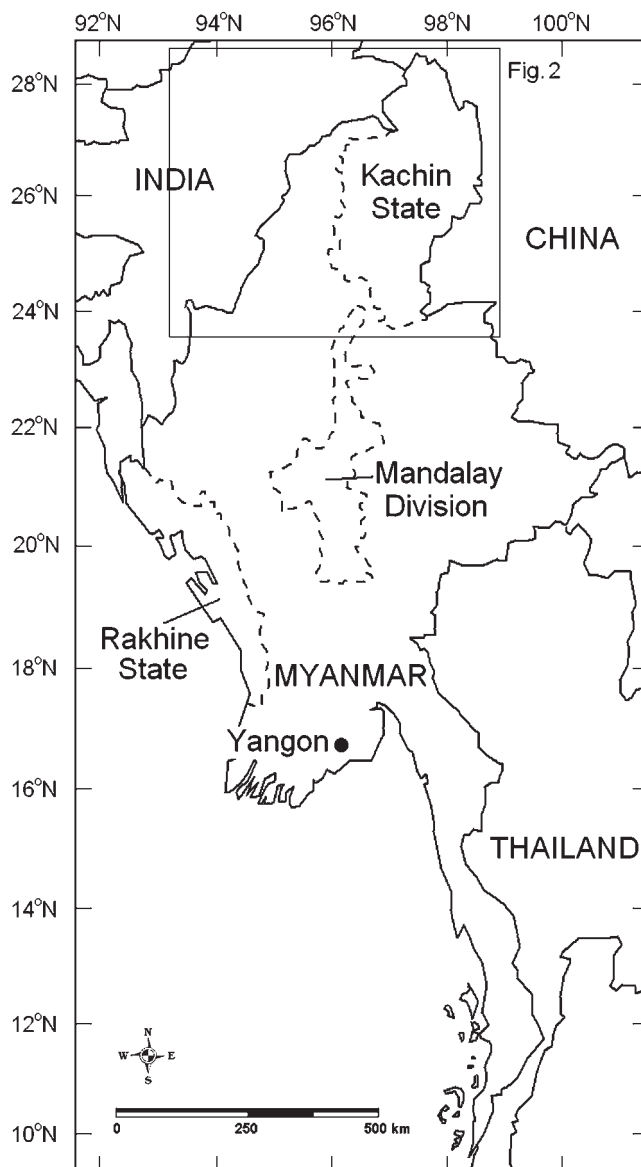 92°N 94°E 96°E 98°E 100°E
Fig. 2
28°N
26°N
24°N
22°N
20°N
18°N
16°N
14°N
12°N
10°N
INDIA
Kachin
State
CHINA
Mandalay
Division
Rakhine
State
MYANMAR
Yangon
THAILAND
N
W E
S
0 250 500 km